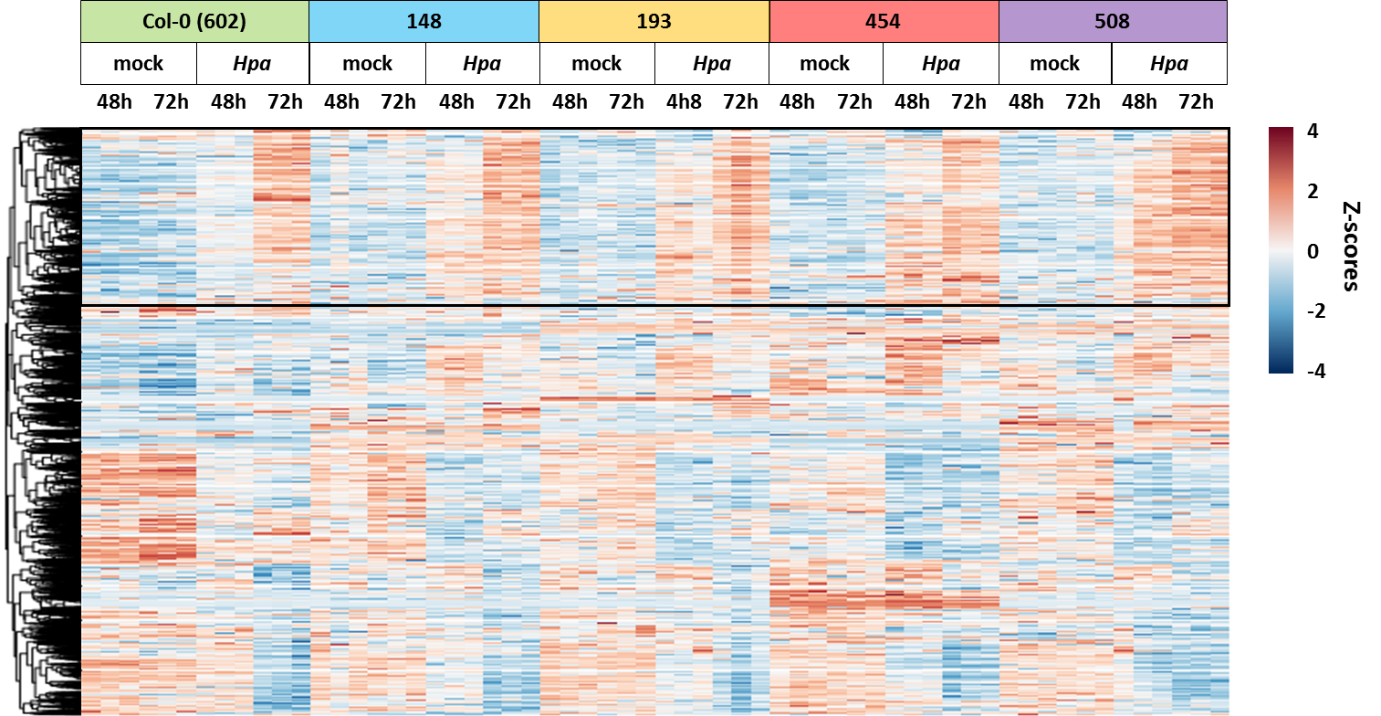 Col-0 (602) 148 193 454 508
mock Hpa mock Hpa mock Hpa mock Hpa mock Hpa
48h 72h 48h 72h 48h 72h 48h 72h 48h 72h 4h8 72h 48h 72h 48h 72h 48h 72h 48h 72h
4
2
0
-2
-4
Z-scores